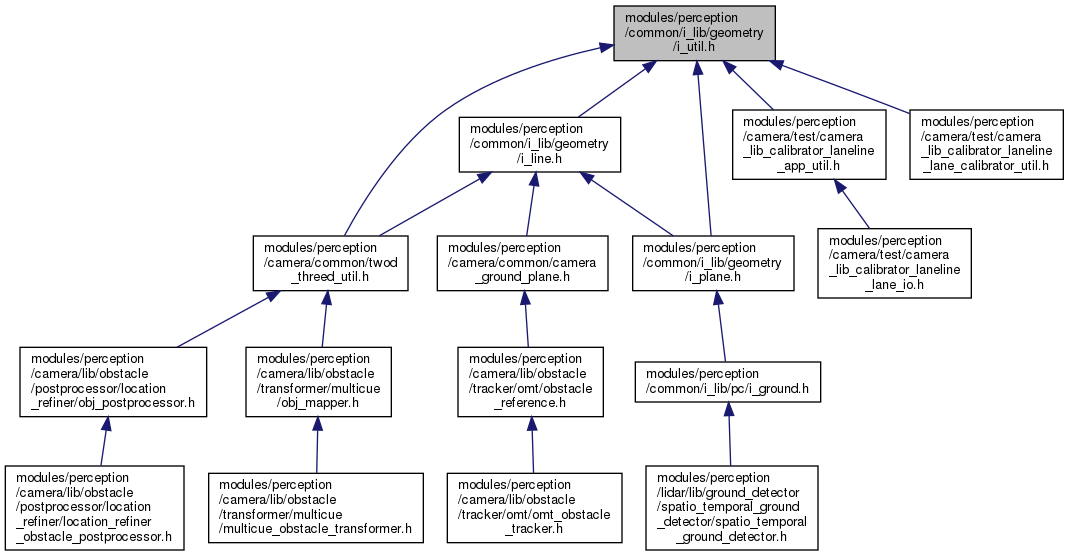 modules/perception
/common/i_lib/geometry
/i_util.h
modules/perception
/common/i_lib/geometry
/i_line.h
modules/perception
/camera/test/camera
_lib_calibrator_laneline
_app_util.h
modules/perception
/camera/test/camera
_lib_calibrator_laneline
_lane_calibrator_util.h
modules/perception
/camera/common/twod
_threed_util.h
modules/perception
/camera/common/camera
_ground_plane.h
modules/perception
/common/i_lib/geometry
/i_plane.h
modules/perception
/camera/test/camera
_lib_calibrator_laneline
_lane_io.h
modules/perception
/camera/lib/obstacle
/postprocessor/location
_refiner/obj_postprocessor.h
modules/perception
/camera/lib/obstacle
/transformer/multicue
/obj_mapper.h
modules/perception
/camera/lib/obstacle
/tracker/omt/obstacle
_reference.h
modules/perception
/common/i_lib/pc/i_ground.h
modules/perception
/camera/lib/obstacle
/postprocessor/location
_refiner/location_refiner
_obstacle_postprocessor.h
modules/perception
/camera/lib/obstacle
/transformer/multicue
/multicue_obstacle_transformer.h
modules/perception
/camera/lib/obstacle
/tracker/omt/omt_obstacle
_tracker.h
modules/perception
/lidar/lib/ground_detector
/spatio_temporal_ground
_detector/spatio_temporal
_ground_detector.h